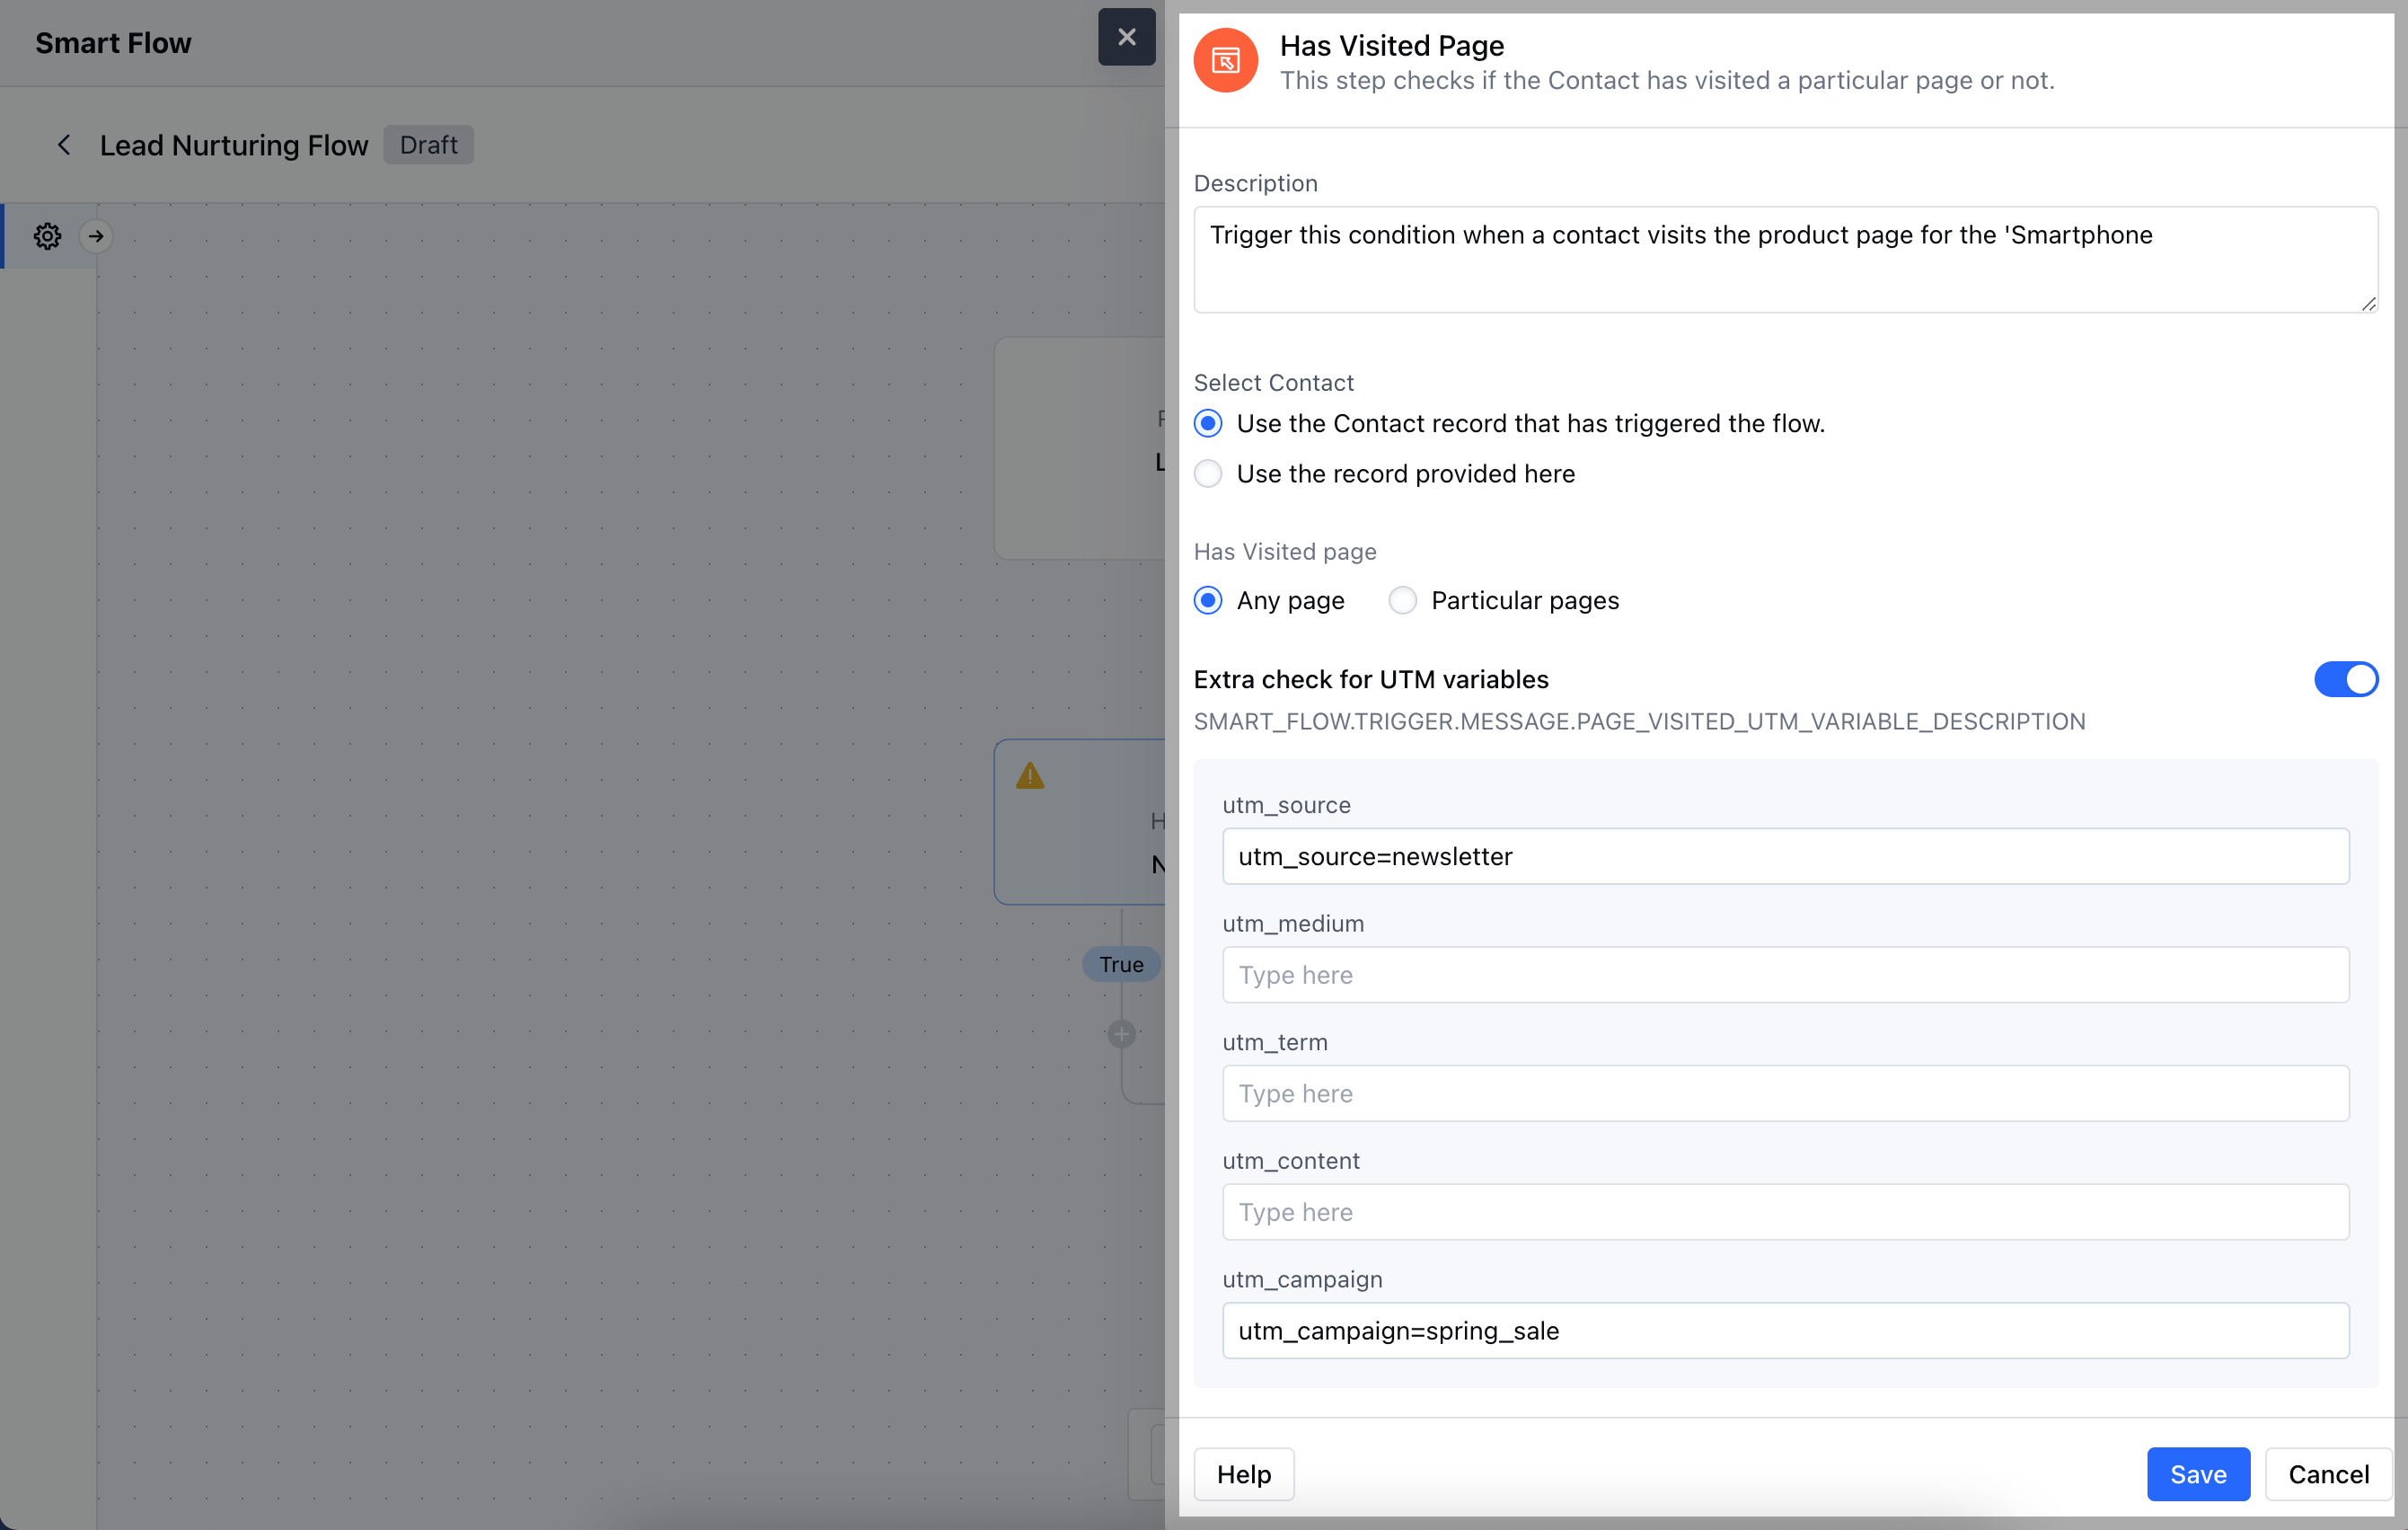 Smart Flow
Lead Nurturing Flow
Draft
True
Has Visited Page
This step checks if the Contact has visited a particular page or not.
Description
Trigger this condition when a contact visits the product page for the 'Smartphone
Select Contact
Use the Contact record that has triggered the flow.
Use the record provided here
Has Visited page
Any page
Particular pages
Extra check for UTM variables
SMART_FLOW.TRIGGER.MESSAGE.PAGE_VISITED_UTM_VARIABLE_DESCRIPTION
utm_source
utm_source=newsletter
utm_medium
Type here
utm_term
Type here
utm_content
Type here
utm_campaign
utm_campaign=spring_sale
Help
Save
Cancel